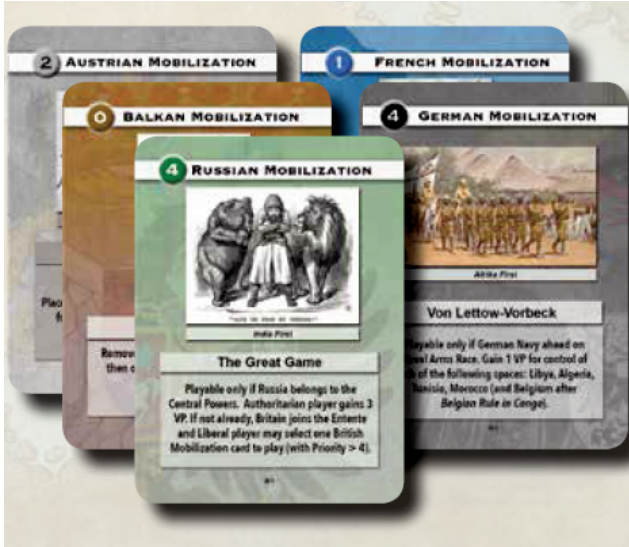 2 AUSTRIAN MOBILIZATION
1 FRENCH MOBILIZATION
0 BALKAN MOBILIZATION
4 GERMAN MOBILIZATION
4 RUSSIAN MOBILIZATION
India First
The Great Game
Playable only if Russia belongs to the
Central Powers. Authoritarian player gains 3
VP. If not already, Britain joins the Entente
and Liberal player may select one British
Mobilization card to play (with Priority > 4).
Afrika First
Von Lettow-Vorbeck
only if German Navy ahead on
Arms Race. Gain 1 VP for control of
of the following spaces: Libya, Algeria,
Morocco (and Belgium after
Belgian Rule in Congo).
Remov
then